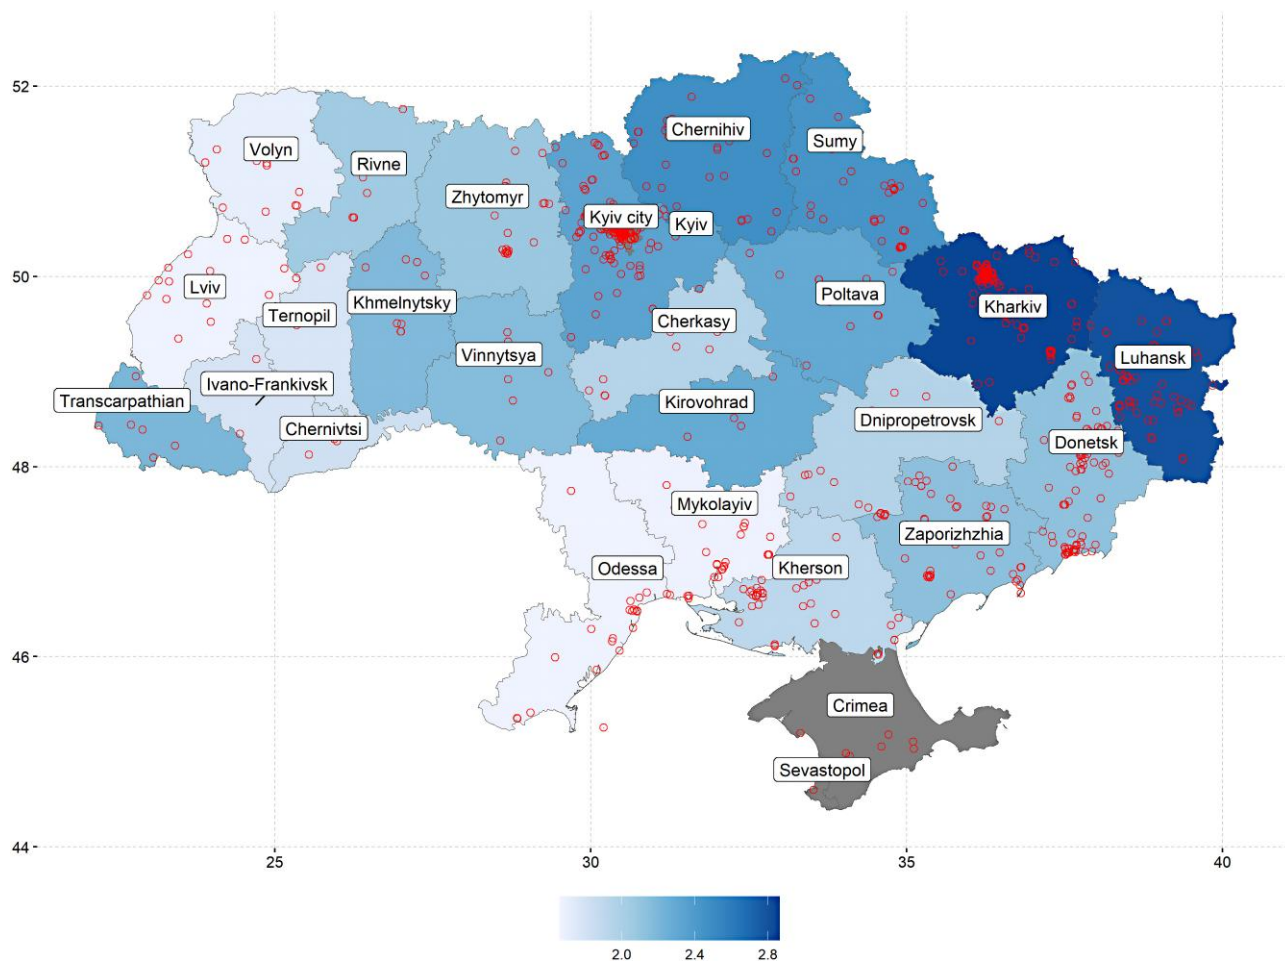 52
50
48
46
44
Chernihiv
Sumy
Volyn
Rivne
Zhytomyr
Kyiv city
Kyiv
Lviv
Khmelnytsky
Ternopil
Poltava
Kharkiv
Cherkasy
Vinnytsya
Luhansk
Ivano-Frankivsk
Transcarpathian
Kirovohrad
Dnipropetrovsk
Chernivtsi
Donetsk
Mykolayiv
Zaporizhzhia
Odessa
Kherson
Crimea
Sevastopol
25 30 35 40
2.0 2.4 2.8